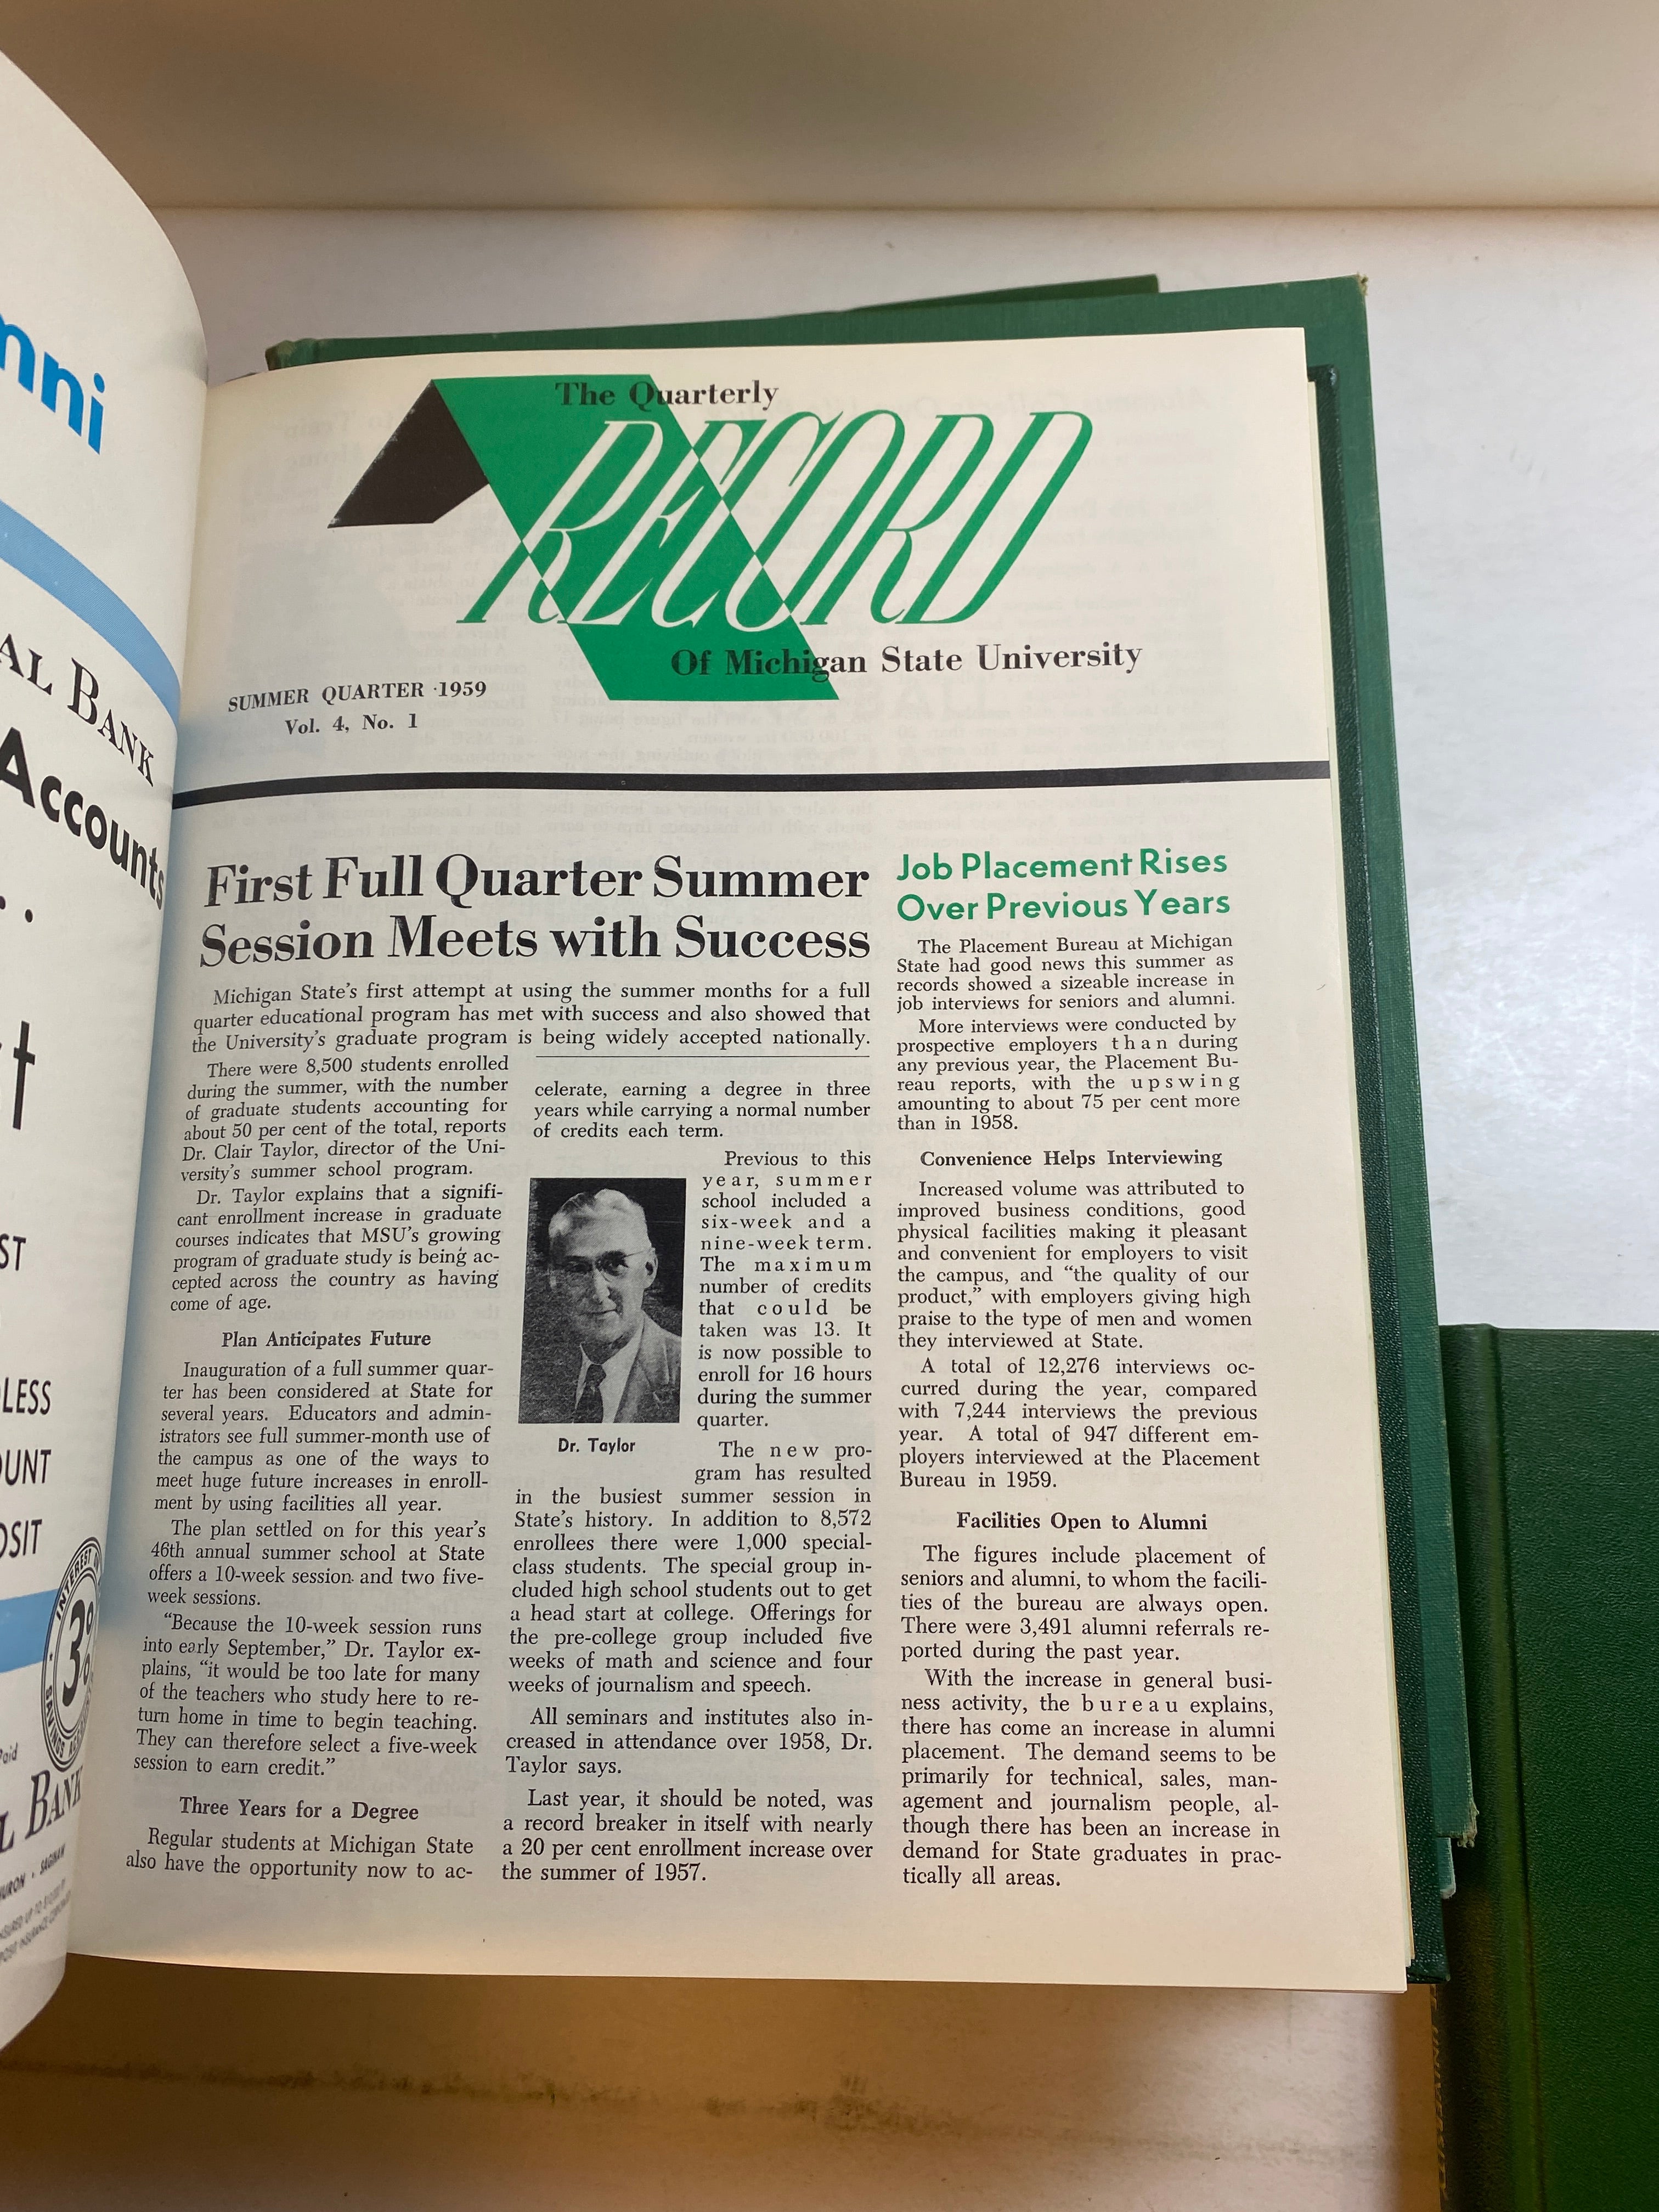 mni
AL BANK
Accounts
. . .
t
ST
LESS
OUNT
OSIT
3%
Paid
L BANK
The Quarterly
RECORD
Of Michigan State University
SUMMER QUARTER ·1959
Vol. 4, No. 1
First Full Quarter Summer
Session Meets with Success
Michigan State's first attempt at using the summer months for a full
quarter educational program has met with success and also showed that
the University's graduate program is being widely accepted nationally.
There were 8,500 students enrolled
during the summer, with the number
of graduate students accounting for
about 50 per cent of the total, reports
Dr. Clair Taylor, director of the Uni-
versity's summer school program.
Dr. Taylor explains that a signifi-
cant enrollment increase in graduate
courses indicates that MSU's growing
program of graduate study is being ac-
cepted across the country as having
come of age.
Plan Anticipates Future
Inauguration of a full summer quar-
ter has been considered at State for
several years. Educators and admin-
istrators see full summer-month use of
the campus as one of the ways to
meet huge future increases in enroll-
ment by using facilities all year.
The plan settled on for this year's
46th annual summer school at State
offers a 10-week session and two five-
week sessions.
"Because the 10-week session runs
into early September," Dr. Taylor ex-
plains, "it would be too late for many
of the teachers who study here to re-
turn home in time to begin teaching.
They can therefore select a five-week
session to earn credit."
Three Years for a Degree
Regular students at Michigan State
also have the opportunity now to ac-
celerate, earning a degree in three
years while carrying a normal number
of credits each term.
Previous to this
year, summer
school included a
six-week and a
nine-week term.
The maximum
number of credits
that could be
taken was 13. It
is now possible to
enroll for 16 hours
during the summer
quarter.
Dr. Taylor
The new pro-
gram has resulted
in the busiest summer session in
State's history. In addition to 8,572
enrollees there were 1,000 special-
class students. The special group in-
cluded high school students out to get
a head start at college. Offerings for
the pre-college group included five
weeks of math and science and four
weeks of journalism and speech.
All seminars and institutes also in-
creased in attendance over 1958, Dr.
Taylor says.
Last year, it should be noted, was
a record breaker in itself with nearly
a 20 per cent enrollment increase over
the summer of 1957.
Job Placement Rises
Over Previous Years
The Placement Bureau at Michigan
State had good news this summer as
records showed a sizeable increase in
job interviews for seniors and alumni.
More interviews were conducted by
prospective employers than during
any previous year, the Placement Bu-
reau reports, with the upswing
amounting to about 75 per cent more
than in 1958.
Convenience Helps Interviewing
Increased volume was attributed to
improved business conditions, good
physical facilities making it pleasant
and convenient for employers to visit
the campus, and "the quality of our
product," with employers giving high
praise to the type of men and women
they interviewed at State.
A total of 12,276 interviews oc-
curred during the year, compared
with 7,244 interviews the previous
year. A total of 947 different em-
ployers interviewed at the Placement
Bureau in 1959.
Facilities Open to Alumni
The figures include placement of
seniors and alumni, to whom the facili-
ties of the bureau are always open.
There were 3,491 alumni referrals re-
ported during the past year.
With the increase in general busi-
ness activity, the bureau explains,
there has come an increase in alumni
placement. The demand seems to be
primarily for technical, sales, man-
agement and journalism people, al-
though there has been an increase in
demand for State graduates in prac-
tically all areas.